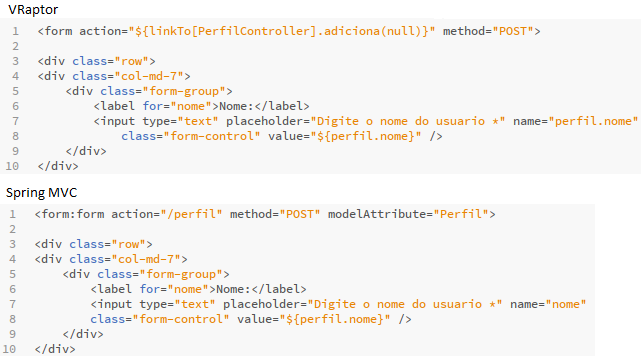 VRaptor
1 <form action="${linkTo[PerfilController].adiciona(null)}" method="POST">
2
3 <div class="row">
4 <div class="col-md-7">
5 <div class="form-group">
6 <label for="nome">Nome:</label>
7 <input type="text" placeholder="Digite o nome do usuario *" name="perfil.nome"
8 class="form-control" value="${perfil.nome}" />
9 </div>
10 </div>
Spring MVC
1 <form:form action="/perfil" method="POST" modelAttribute="Perfil">
2
3 <div class="row">
4 <div class="col-md-7">
5 <div class="form-group">
6 <label for="nome">Nome:</label>
7 <input type="text" placeholder="Digite o nome do usuario *" name="nome"
8 class="form-control" value="${perfil.nome}" />
9 </div>
10 </div>